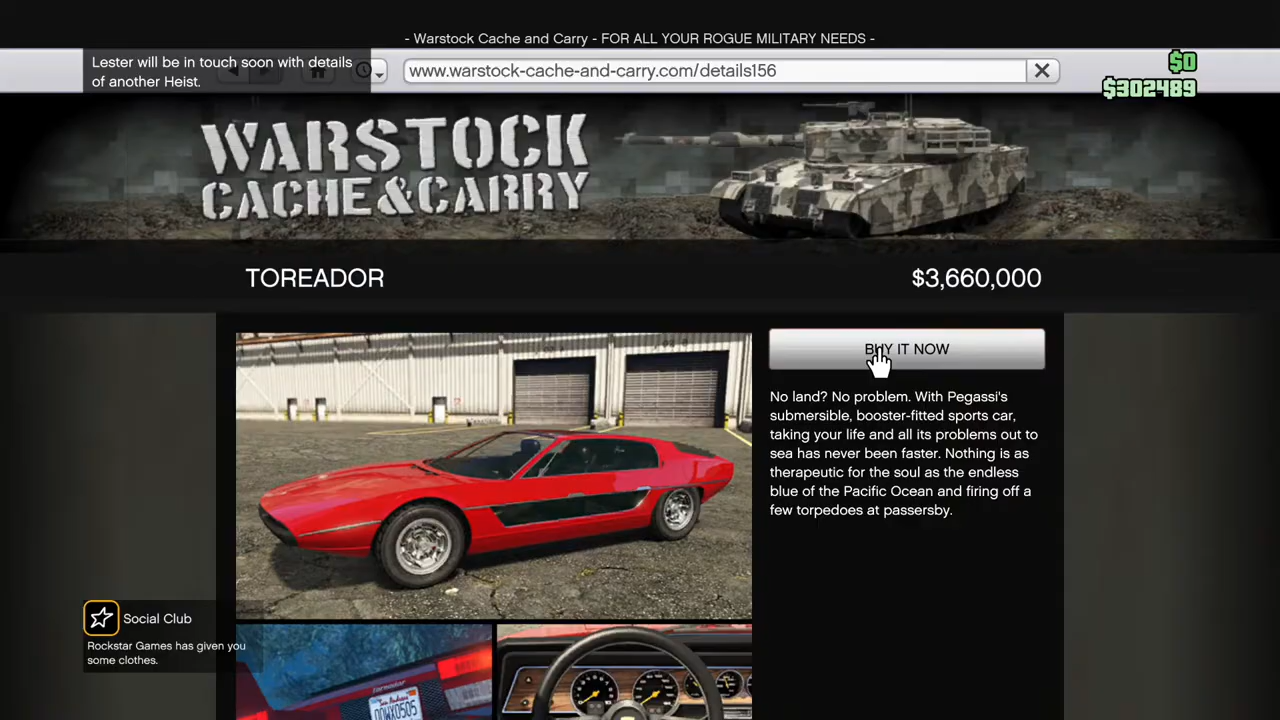 - Warstock Cache and Carry - FOR ALL YOUR ROGUE MILITARY NEEDS -
Lester will be in touch soon with details
of another Heist.
www.warstock-cache-and-carry.com/details156
$0
$302489
WARSTOCK
CACHE & CARRY
TOREADOR
$3,660,000
BUY IT NOW
No land? No problem. With Pegassi's
submersible, booster-fitted sports car,
taking your life and all its problems out to
sea has never been faster. Nothing is as
therapeutic for the soul as the endless
blue of the Pacific Ocean and firing off a
few torpedoes at passersby.
Social Club
Rockstar Games has given you
some clothes.
Toreador